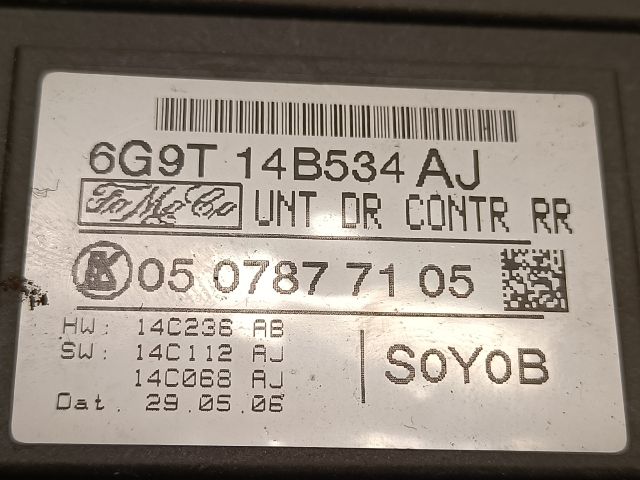 6G9T 14B534 AJ
FoMoCo UNT DR CONTR RR
K 05 0787 71 05
HW: 14C236 AB
SW: 14C112 AJ
14C068 AJ
Dat. 29.05.06
S0Y0B